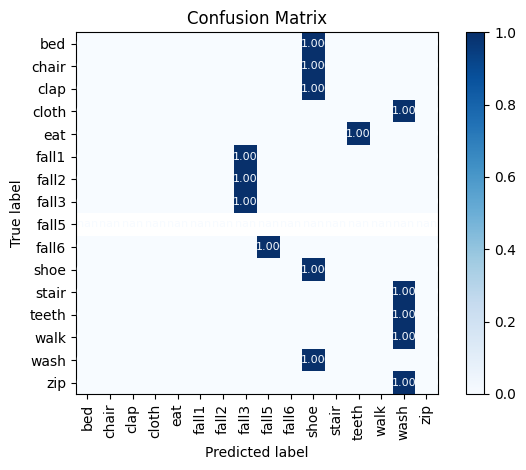 Confusion Matrix
True label
bed 1.00
chair 1.00
clap 1.00
cloth 1.00
eat 1.00
fall1 1.00
fall2 1.00
fall3 1.00
fall5
fall6 1.00
shoe 1.00
stair 1.00
teeth 1.00
walk 1.00
wash 1.00
zip 1.00
bed chair clap cloth eat fall1 fall2 fall3 fall5 fall6 shoe stair teeth walk wash zip
Predicted label
1.0
0.8
0.6
0.4
0.2
0.0